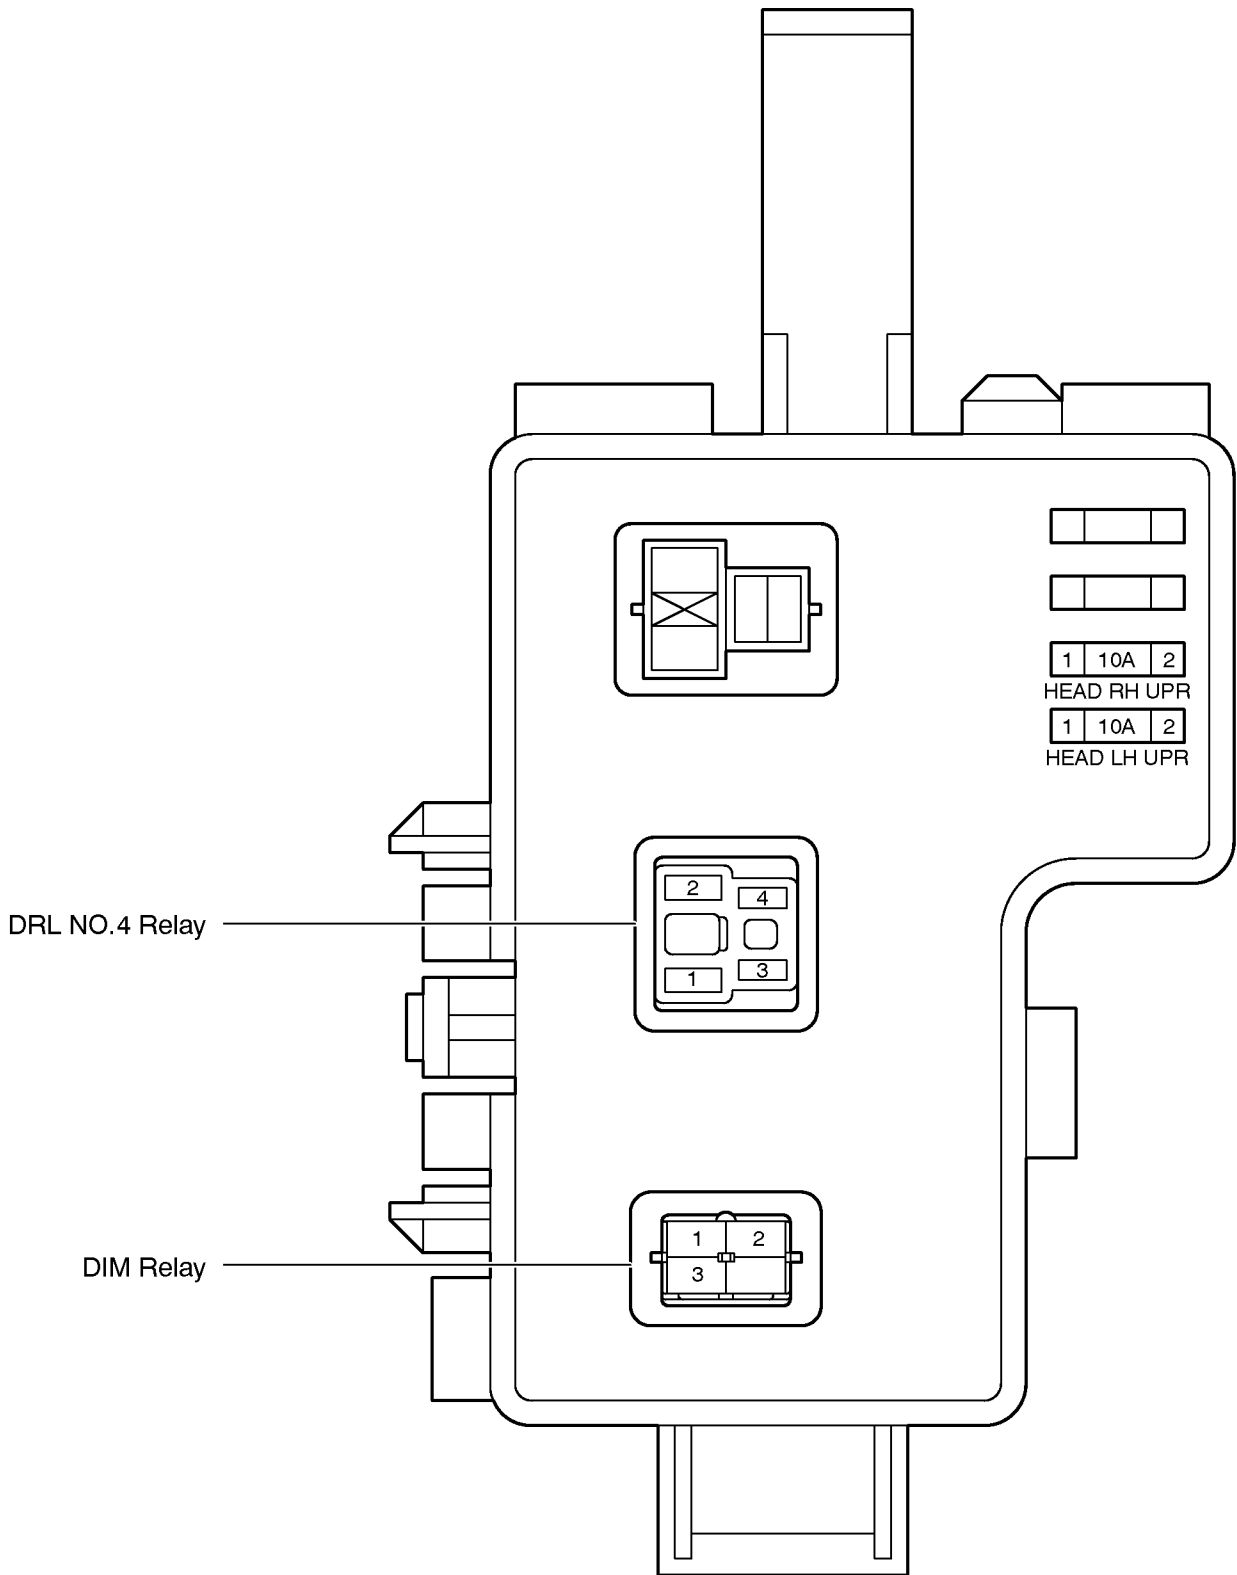 1 10A 2
HEAD RH UPR
1 10A 2
HEAD LH UPR
DRL NO.4 Relay
2 4
1 3
DIM Relay
1 2
3